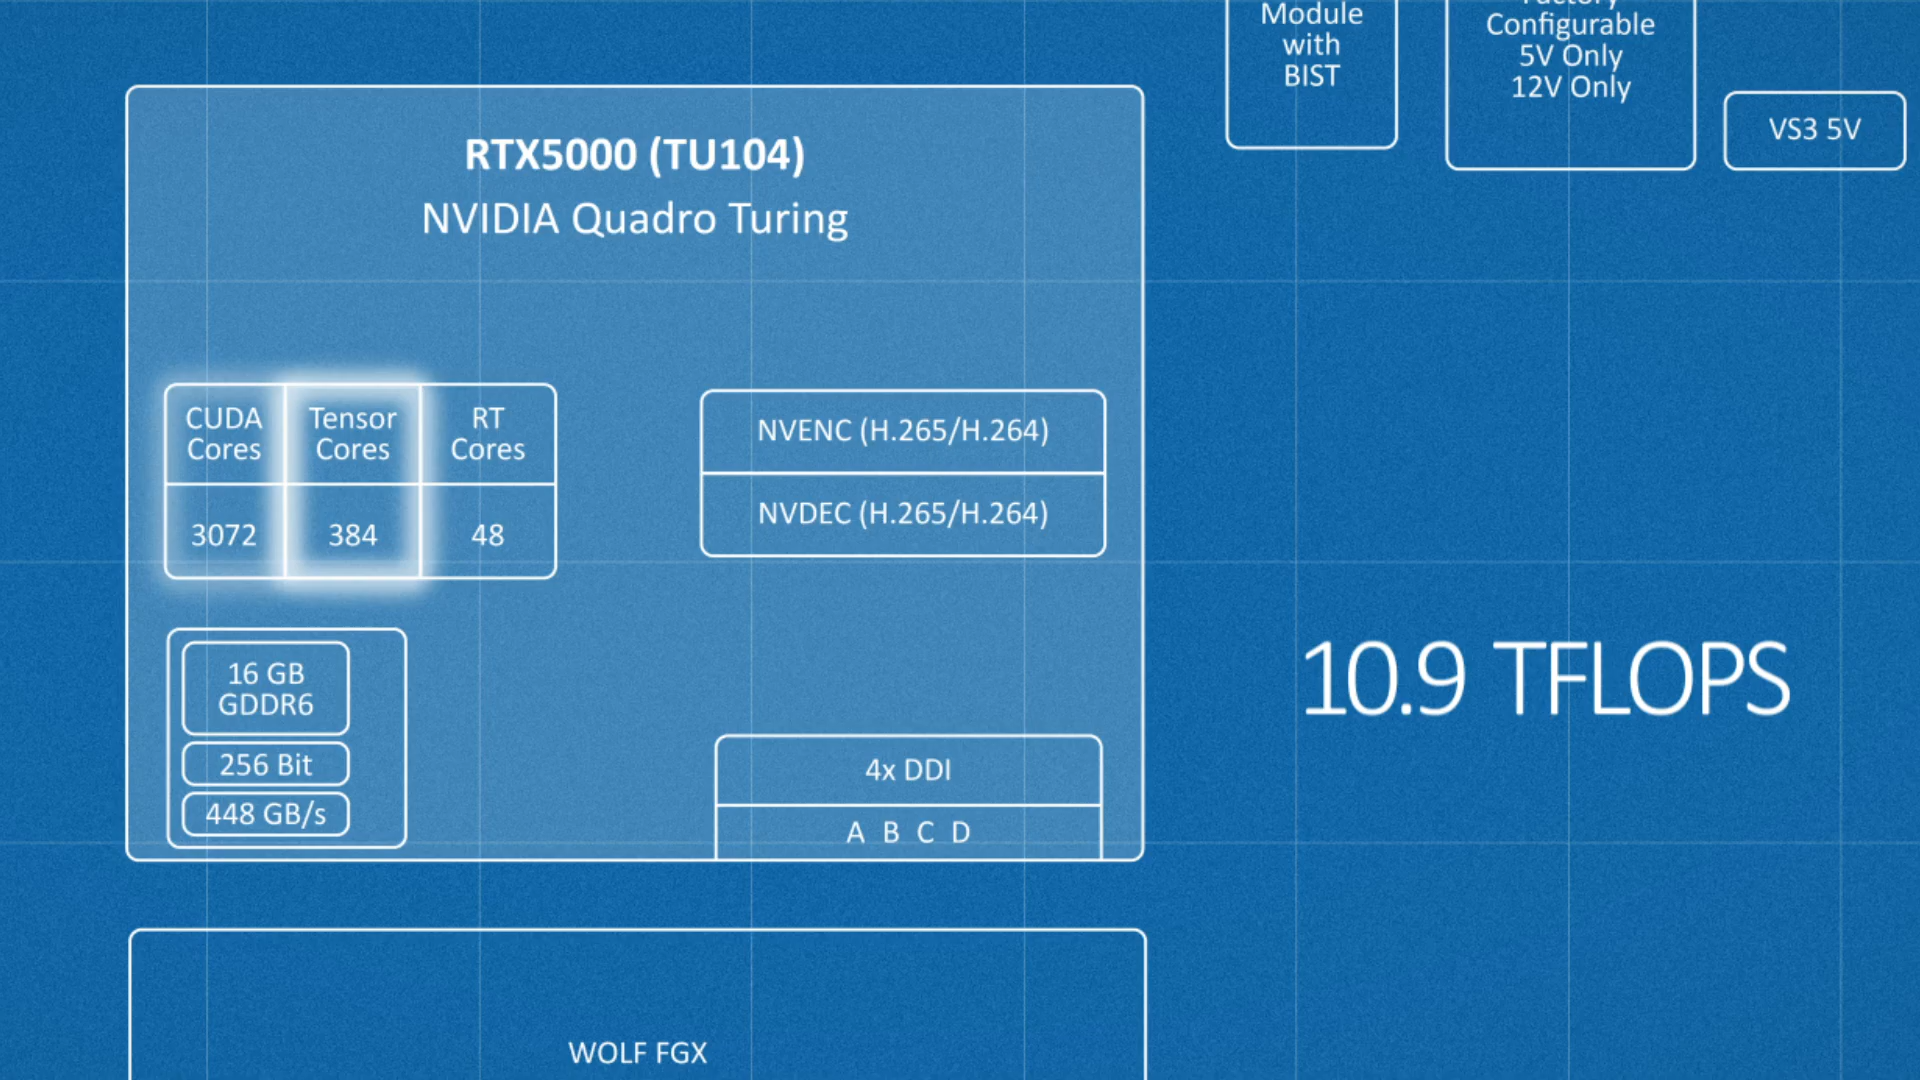 Module
with
BIST
Configurable
5V Only
12V Only
VS3 5V
RTX5000 (TU104)
NVIDIA Quadro Turing
CUDA
Cores
Tensor
Cores
RT
Cores
3072
384
48
NVENC (H.265/H.264)
NVDEC (H.265/H.264)
16 GB
GDDR6
256 Bit
448 GB/s
4x DDI
A B C D
10.9 TFLOPS
WOLF FGX